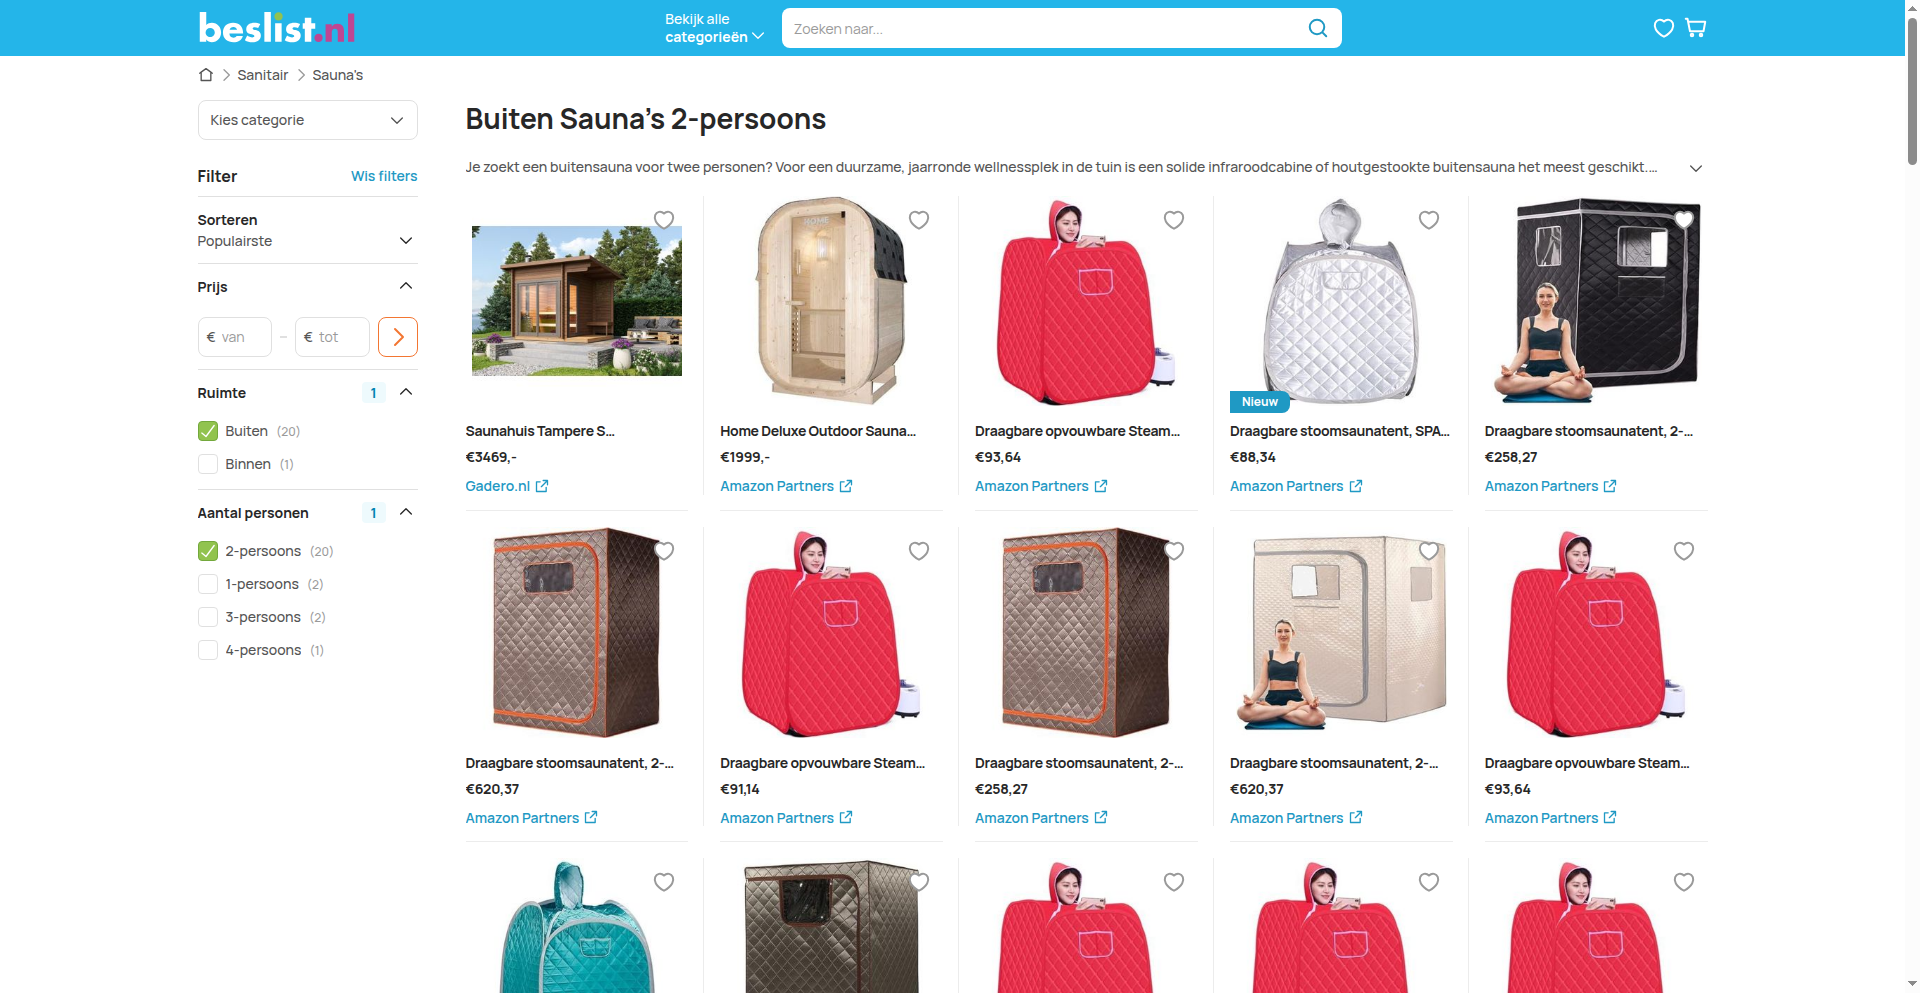 beslist.nl
Bekijk alle
categorieën
Zoeken naar...
Sanitair
Sauna's
Kies categorie
Buiten Sauna's 2-persoons
Je zoekt een buitensauna voor twee personen? Voor een duurzame, jaarronde wellnessplek in de tuin is een solide infraroodcabine of houtgestookte buitensauna het meest geschikt....
Filter
Wis filters
Sorteren
Populairste
Prijs
€ van
–
€ tot
Ruimte
1
Buiten (20)
Binnen (1)
Aantal personen
1
2-persoons (20)
1-persoons (2)
3-persoons (2)
4-persoons (1)
HOME
Nieuw
Saunahuis Tampere S...
€3469,-
Gadero.nl
Home Deluxe Outdoor Sauna...
€1999,-
Amazon Partners
Draagbare opvouwbare Steam...
€93,64
Amazon Partners
Draagbare stoomsaunatent, SPA...
€88,34
Amazon Partners
Draagbare stoomsaunatent, 2-...
€258,27
Amazon Partners
Draagbare stoomsaunatent, 2-...
€620,37
Amazon Partners
Draagbare opvouwbare Steam...
€91,14
Amazon Partners
Draagbare stoomsaunatent, 2-...
€258,27
Amazon Partners
Draagbare stoomsaunatent, 2-...
€620,37
Amazon Partners
Draagbare opvouwbare Steam...
€93,64
Amazon Partners